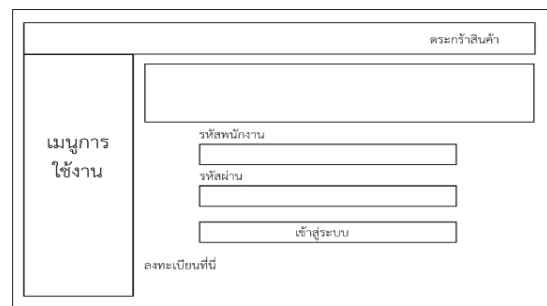 ตระกร้าสินค้า
เมนูการ
ใช้งาน
รหัสพนักงาน
รหัสผ่าน
เข้าสู่ระบบ
ลงทะเบียนที่นี่